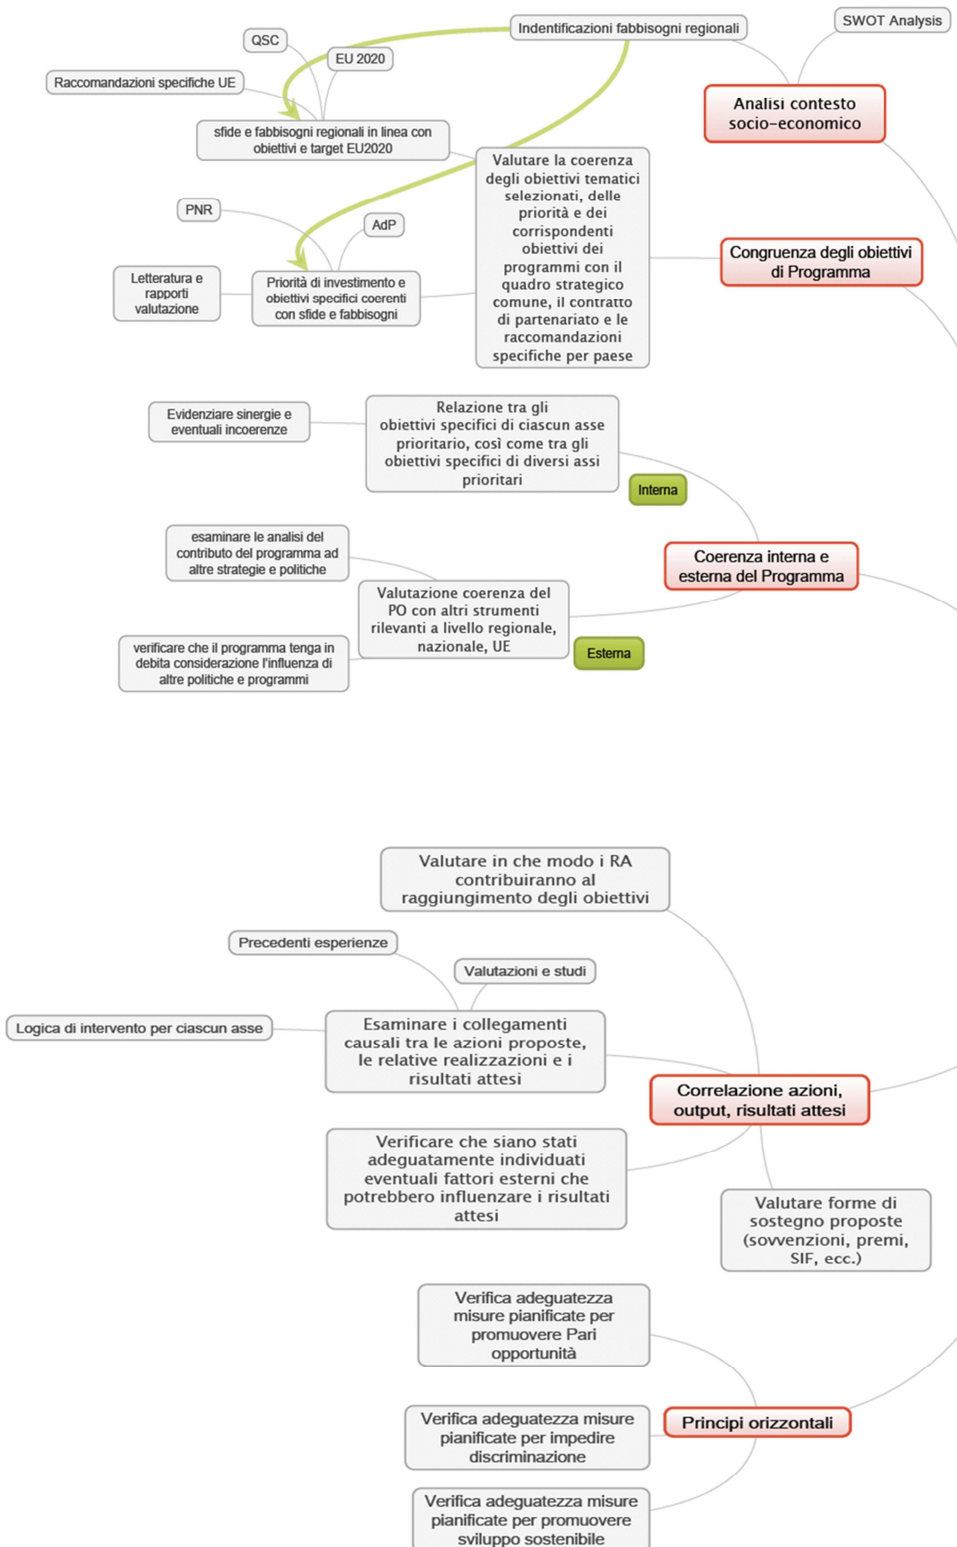 Indentificazioni fabbisogni regionali
SWOT Analysis
QSC
EU 2020
Raccomandazioni specifiche UE
Analisi contesto
socio-economico
sfide e fabbisogni regionali in linea con
obiettivi e target EU2020
Valutare la coerenza
degli obiettivi tematici
selezionati, delle
priorità e dei
corrispondenti
obiettivi dei
programmi con il
quadro strategico
comune, il contratto
di partenariato e le
raccomandazioni
specifiche per paese
PNR
AdP
Congruenza degli obiettivi
di Programma
Letteratura e
rapporti
valutazione
Priorità di investimento e
obiettivi specifici coerenti
con sfide e fabbisogni
Evidenziare sinergie e
eventuali incoerenze
Relazione tra gli
obiettivi specifici di ciascun asse
prioritario, così come tra gli
obiettivi specifici di diversi assi
prioritari
Interna
esaminare le analisi del
contributo del programma ad
altre strategie e politiche
Coerenza interna e
esterna del Programma
Valutazione coerenza del
PO con altri strumenti
rilevanti a livello regionale,
nazionale, UE
Esterna
verificare che il programma tenga in
debita considerazione l'influenza di
altre politiche e programmi
Valutare in che modo i RA
contribuiranno al
raggiungimento degli obiettivi
Precedenti esperienze
Valutazioni e studi
Logica di intervento per ciascun asse
Esaminare i collegamenti
causali tra le azioni proposte,
le relative realizzazioni e i
risultati attesi
Correlazione azioni,
output, risultati attesi
Verificare che siano stati
adeguatamente individuati
eventuali fattori esterni che
potrebbero influenzare i risultati
attesi
Valutare forme di
sostegno proposte
(sovvenzioni, premi,
SIF, ecc.)
Verifica adeguatezza
misure pianificate per
promuovere Pari
opportunità
Principi orizzontali
Verifica adeguatezza misure
pianificate per impedire
discriminazione
Verifica adeguatezza misure
pianificate per promuovere
sviluppo sostenibile